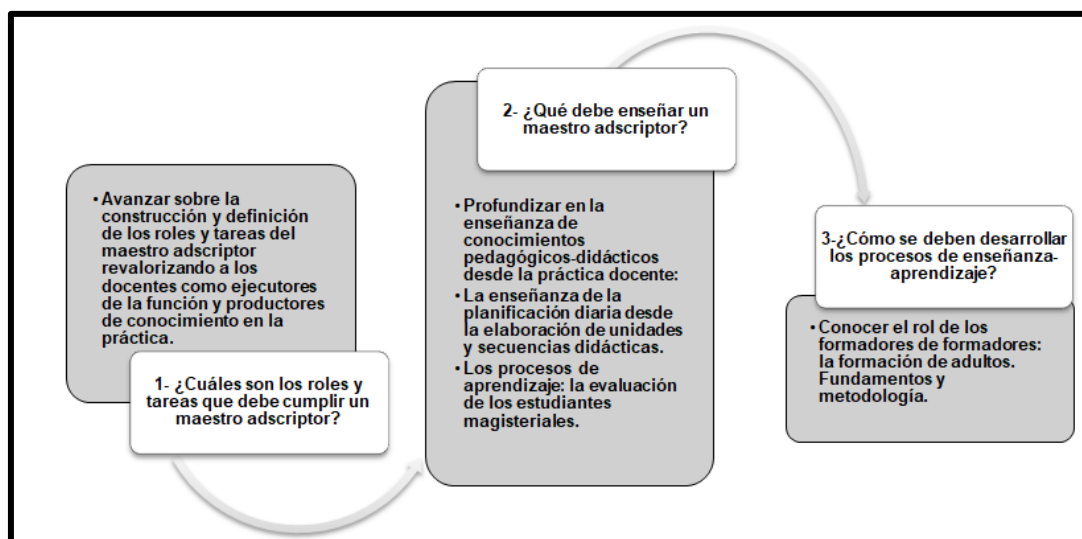 • Avanzar sobre la
construcción y definición
de los roles y tareas del
maestro adscriptor
revalorizando a los
docentes como ejecutores
de la función y productores
de conocimiento en la
práctica.
1- ¿Cuáles son los roles y
tareas que debe cumplir un
maestro adscriptor?
2- ¿Qué debe enseñar un
maestro adscriptor?
• Profundizar en la
enseñanza de
conocimientos
pedagógicos-didácticos
desde la práctica docente:
• La enseñanza de la
planificación diaria desde
la elaboración de unidades
y secuencias didácticas.
• Los procesos de
aprendizaje: la evaluación
de los estudiantes
magisteriales.
3-¿Cómo se deben desarrollar
los procesos de enseñanza-
aprendizaje?
• Conocer el rol de los
formadores de formadores:
la formación de adultos.
Fundamentos y
metodología.